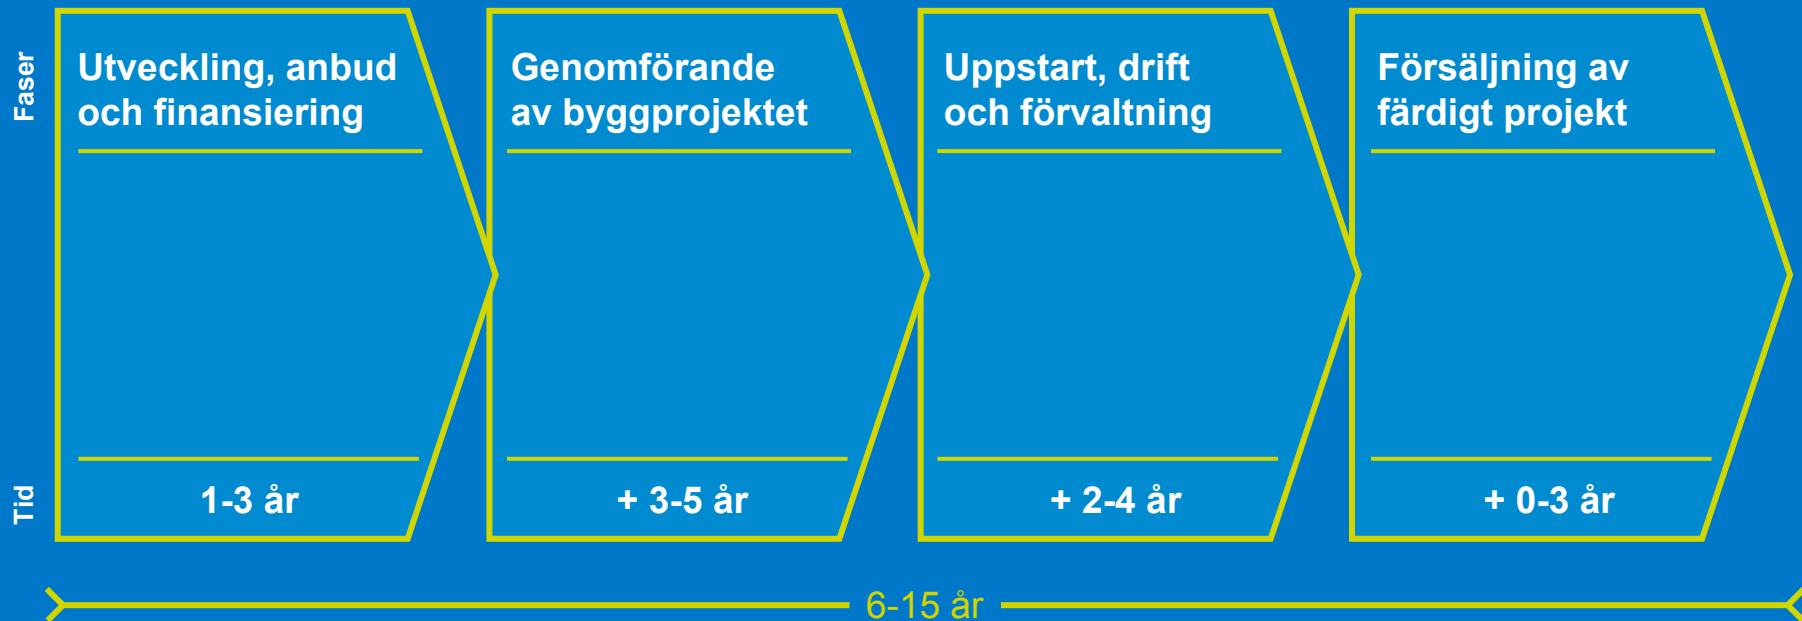 Faser
Utveckling, anbud
och finansiering
Genomförande
av byggprojektet
Uppstart, drift
och förvaltning
Försäljning av
färdigt projekt
Tid
1-3 år
+ 3-5 år
+ 2-4 år
+ 0-3 år
6-15 år